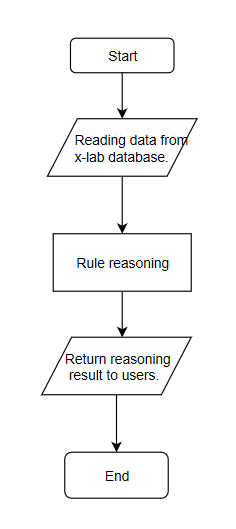 Start
Reading data from
x-lab database.
Rule reasoning
Return reasoning
result to users.
End